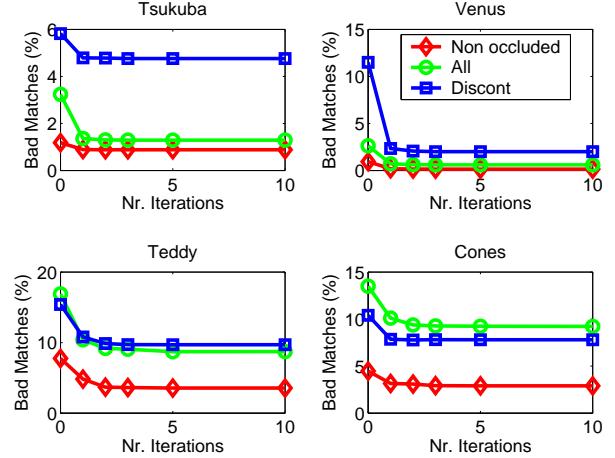 Tsukuba
Bad Matches (%)
6
4
2
0
0 5 10
Nr. Iterations
Venus
Bad Matches (%)
15
10
5
0
0 5 10
Nr. Iterations
Non occluded
All
Discont
Teddy
Bad Matches (%)
20
10
0
0 5 10
Nr. Iterations
Cones
Bad Matches (%)
15
10
5
0
0 5 10
Nr. Iterations